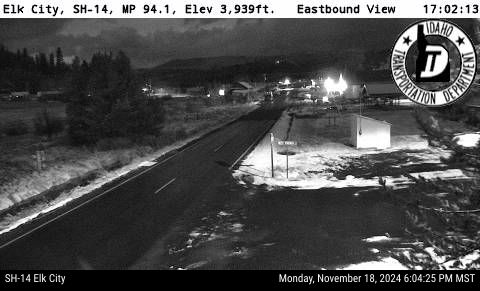 Elk City, SH-14, MP 94.1, Elev 3,939ft.   Eastbound View   17:02:13
IDAHO
TRANSPORTATION DEPARTMENT
SH-14 Elk City   Monday, November 18, 2024 6:04:25 PM MST